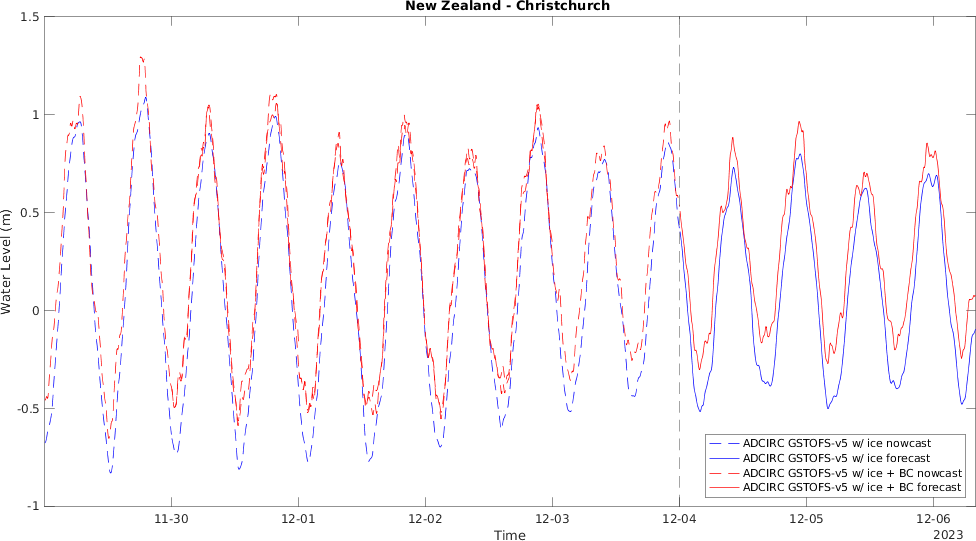 New Zealand - Christchurch
1.5
1
0.5
0
-0.5
-1
Water Level (m)
11-30
12-01
12-02
12-03
12-04
12-05
12-06
Time
2023
ADCIRC GSTOFS-v5 w/ ice nowcast
ADCIRC GSTOFS-v5 w/ ice forecast
ADCIRC GSTOFS-v5 w/ ice + BC nowcast
ADCIRC GSTOFS-v5 w/ ice + BC forecast